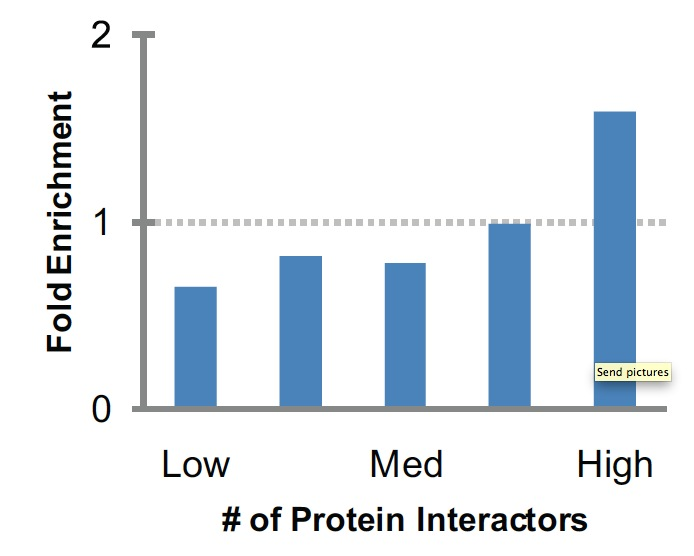 2
1
0
Fold Enrichment
Send pictures
Low Med High
# of Protein Interactors